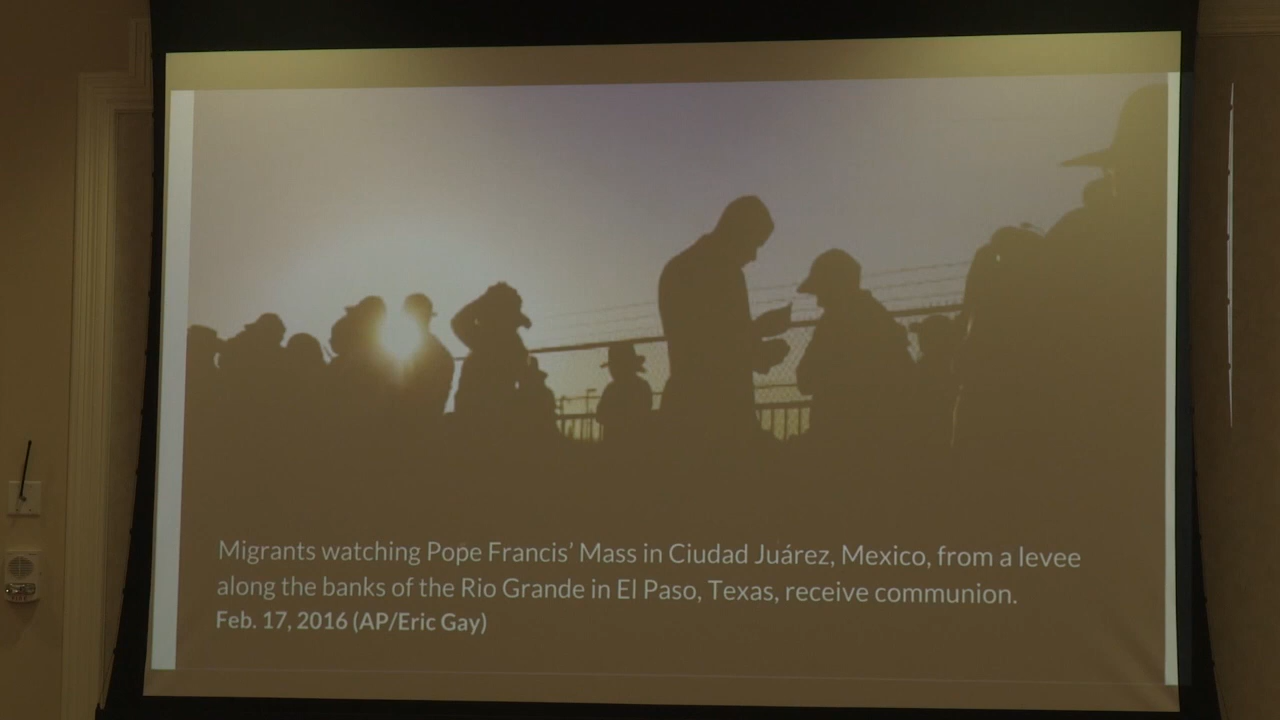 Migrants watching Pope Francis’ Mass in Ciudad Juárez, Mexico, from a levee
along the banks of the Rio Grande in El Paso, Texas, receive communion.
Feb. 17, 2016 (AP/Eric Gay)